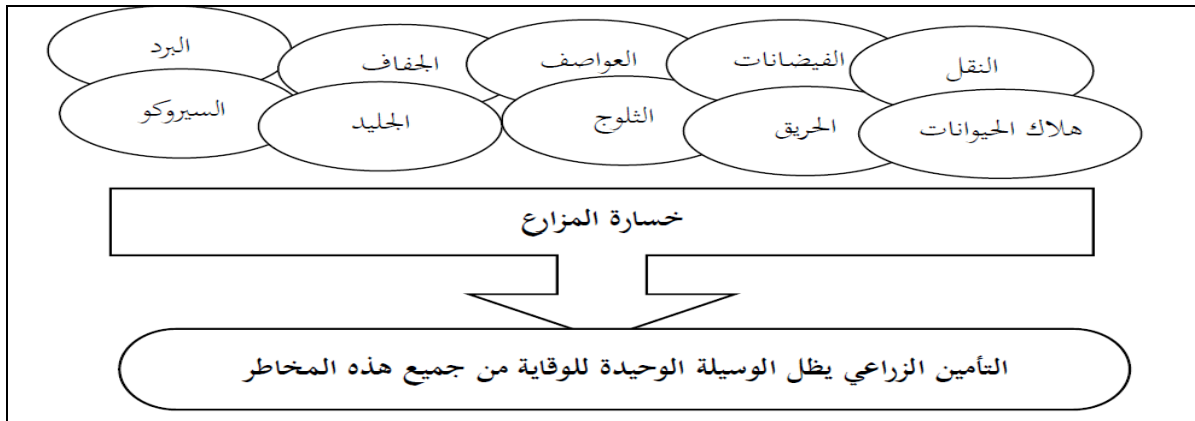 النقل الفيضانات العواصف الجفاف البرد
هلاك الحيوانات الحريق الثلوج الجليد السيروكو
خسارة المزارع
التأمين الزراعي يظل الوسيلة الوحيدة للوقاية من جميع هذه المخاطر